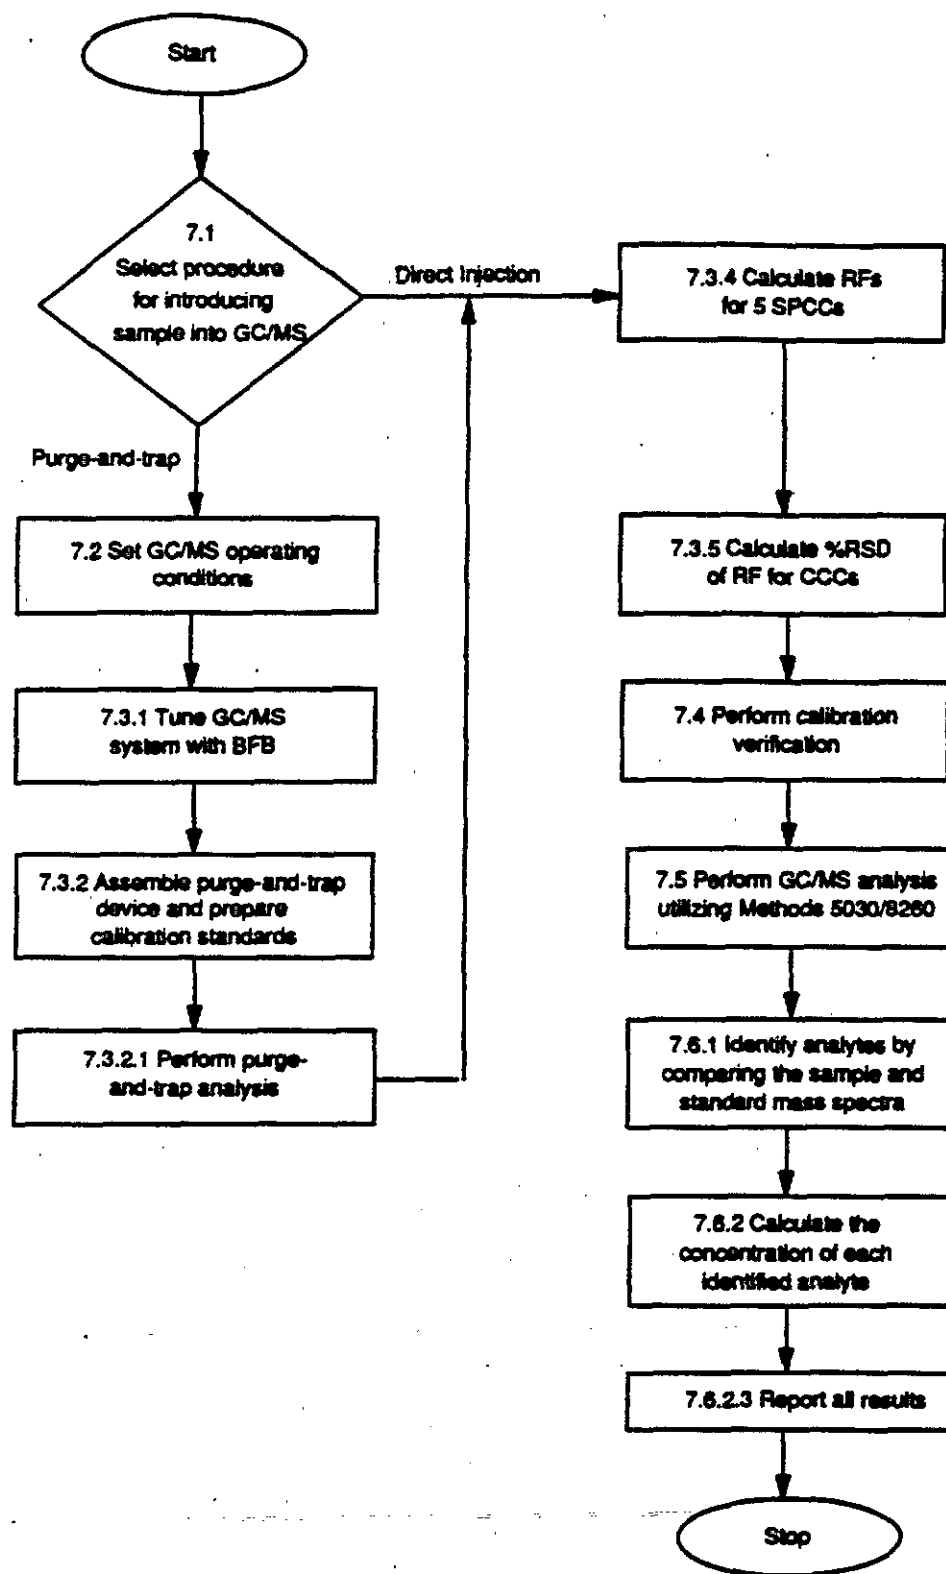 Start
7.1
Select procedure
for introducing
sample into GC/MS
Direct Injection
Purge-and-trap
7.2 Set GC/MS operating
conditions
7.3.1 Tune GC/MS
system with BFB
7.3.2 Assemble purge-and-trap
device and prepare
calibration standards
7.3.2.1 Perform purge-
and-trap analysis
7.3.4 Calculate RFs
for 5 SPCCs
7.3.5 Calculate %RSD
of RF for CCCs
7.4 Perform calibration
verification
7.5 Perform GC/MS analysis
utilizing Methods 5030/8260
7.6.1 Identify analytes by
comparing the sample and
standard mass spectra
7.6.2 Calculate the
concentration of each
identified analyte
7.6.2.3 Report all results
Stop